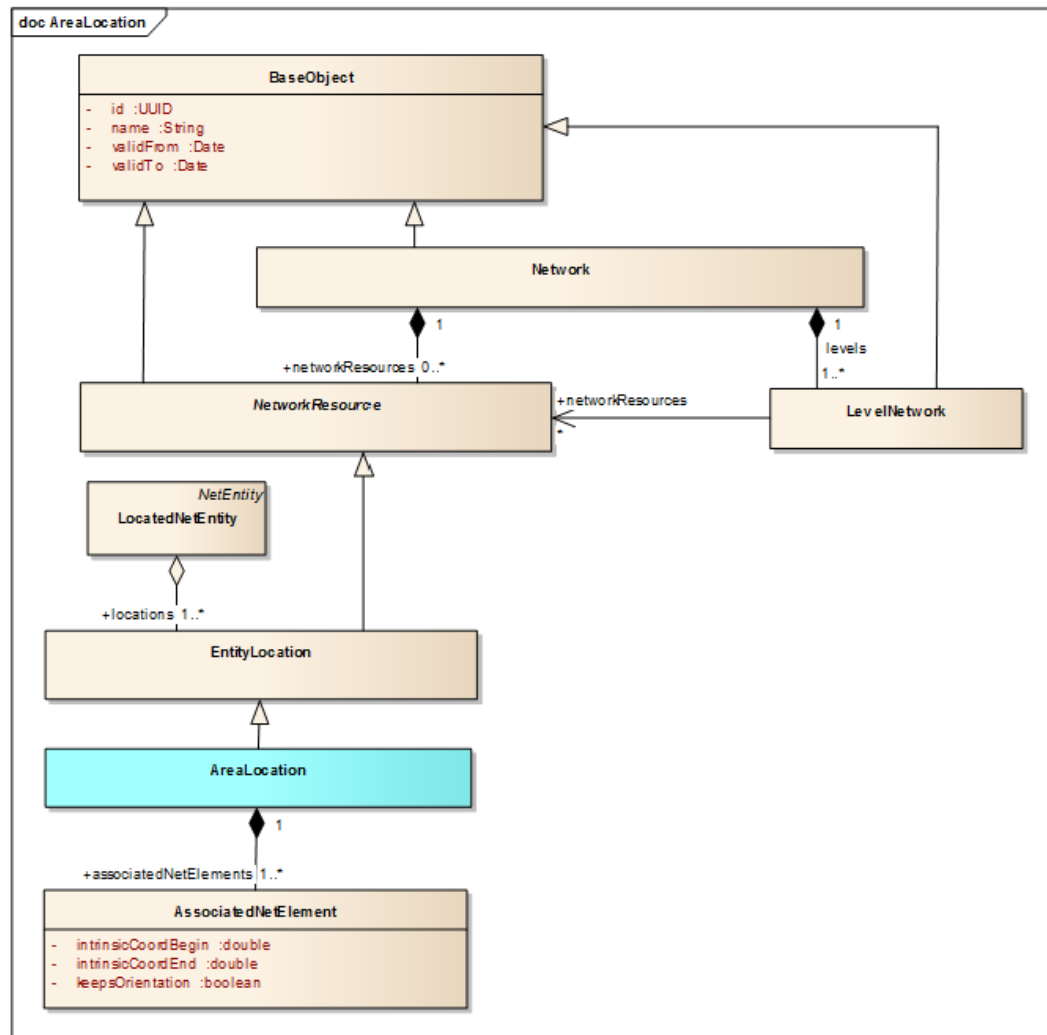 doc AreaLocation
BaseObject
- id :UUID
- name :String
- validFrom :Date
- validTo :Date
Network
1
1
levels
+networkResources 0..*
1..*
NetworkResource
+networkResources
*
LevelNetwork
NetEntity
LocatedNetEntity
+locations 1..*
EntityLocation
AreaLocation
1
+associatedNetElements 1..*
AssociatedNetElement
- intrinsicCoordBegin :double
- intrinsicCoordEnd :double
- keepsOrientation :boolean